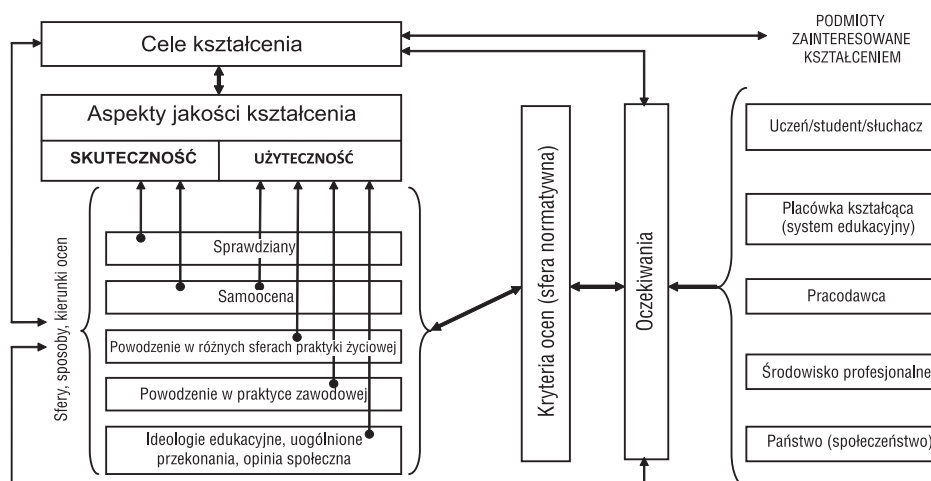 Cele kształcenia
PODMIOTY
ZAINTERESOWANE
KSZTAŁCENIEM
Aspekty jakości kształcenia
SKUTECZNOŚĆ
UŻYTECZNOŚĆ
Sfery, sposoby, kierunki ocen
Sprawdziany
Samoocena
Powodzenie w różnych sferach praktyki życiowej
Powodzenie w praktyce zawodowej
Ideologie edukacyjne, uogólnione
przekonania, opinia społeczna
Kryteria ocen (sfera normatywna)
Oczekiwania
Uczeń/student/słuchacz
Placówka kształcąca
(system edukacyjny)
Pracodawca
Środowisko profesjonalne
Państwo (społeczeństwo)